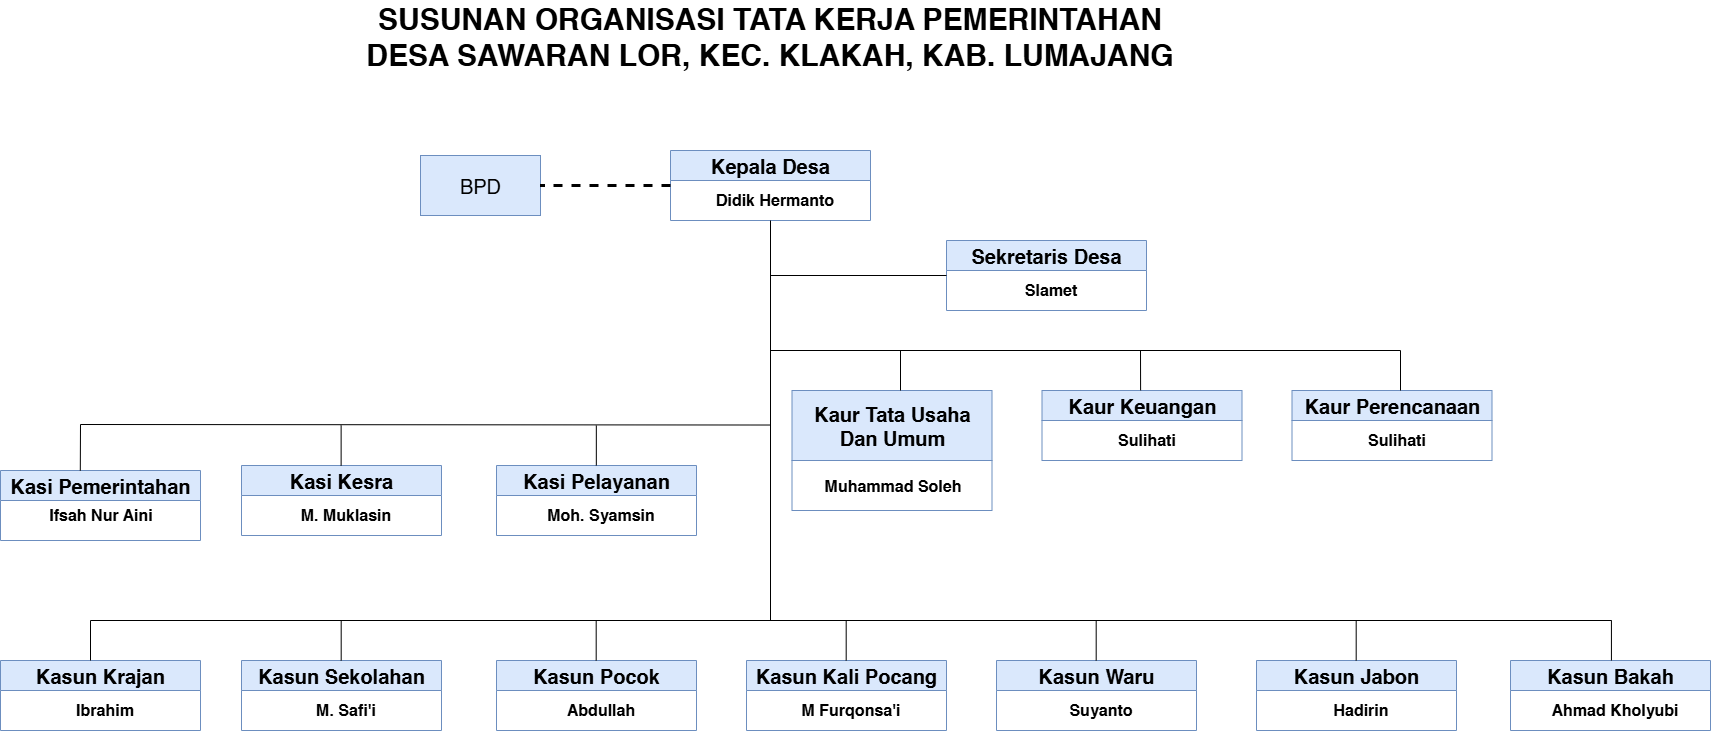 SUSUNAN ORGANISASI TATA KERJA PEMERINTAHAN
DESA SAWARAN LOR, KEC. KLAKAH, KAB. LUMAJANG
BPD
Kepala Desa
Didik Hermanto
Sekretaris Desa
Slamet
Kaur Tata Usaha
Dan Umum
Muhammad Soleh
Kaur Keuangan
Sulihati
Kaur Perencanaan
Sulihati
Kasi Pemerintahan
Ifsah Nur Aini
Kasi Kesra
M. Muklasin
Kasi Pelayanan
Moh. Syamsin
Kasun Krajan
Ibrahim
Kasun Sekolahan
M. Safi'i
Kasun Pocok
Abdullah
Kasun Kali Pocang
M Furqonsa'i
Kasun Waru
Suyanto
Kasun Jabon
Hadirin
Kasun Bakah
Ahmad Kholyubi